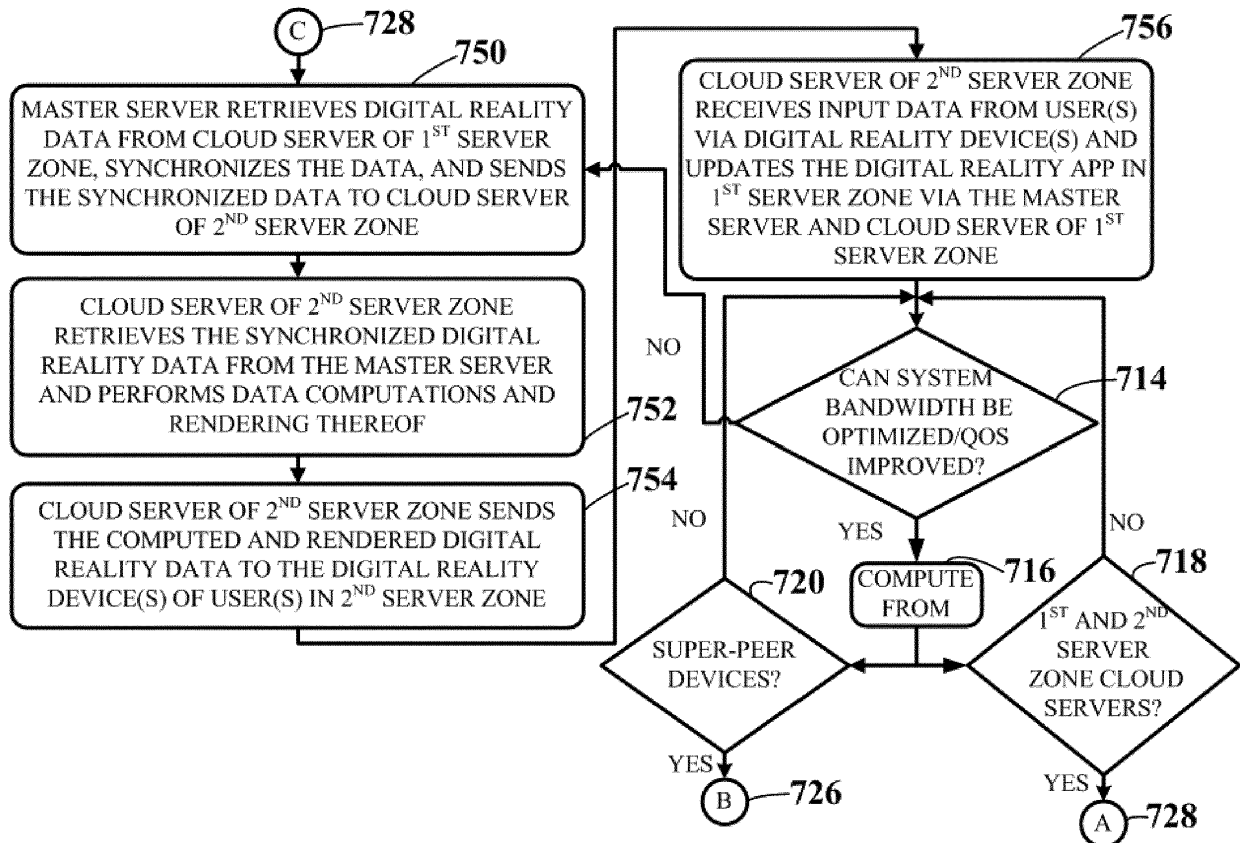 C
728
750
MASTER SERVER RETRIEVES DIGITAL REALITY
DATA FROM CLOUD SERVER OF 1ST SERVER
ZONE, SYNCHRONIZES THE DATA, AND SENDS
THE SYNCHRONIZED DATA TO CLOUD SERVER
OF 2ND SERVER ZONE
CLOUD SERVER OF 2ND SERVER ZONE
RETRIEVES THE SYNCHRONIZED DIGITAL
REALITY DATA FROM THE MASTER SERVER
AND PERFORMS DATA COMPUTATIONS AND
RENDERING THEREOF
752
754
CLOUD SERVER OF 2ND SERVER ZONE SENDS
THE COMPUTED AND RENDERED DIGITAL
REALITY DATA TO THE DIGITAL REALITY
DEVICE(S) OF USER(S) IN 2ND SERVER ZONE
756
CLOUD SERVER OF 2ND SERVER ZONE
RECEIVES INPUT DATA FROM USER(S)
VIA DIGITAL REALITY DEVICE(S) AND
UPDATES THE DIGITAL REALITY APP IN
1ST SERVER ZONE VIA THE MASTER
SERVER AND CLOUD SERVER OF 1ST
SERVER ZONE
NO
CAN SYSTEM
BANDWIDTH BE
OPTIMIZED/QOS
IMPROVED?
714
YES
NO
NO
COMPUTE
FROM
716
720
SUPER-PEER
DEVICES?
718
1ST AND 2ND
SERVER
ZONE CLOUD
SERVERS?
YES
B
726
YES
A
728